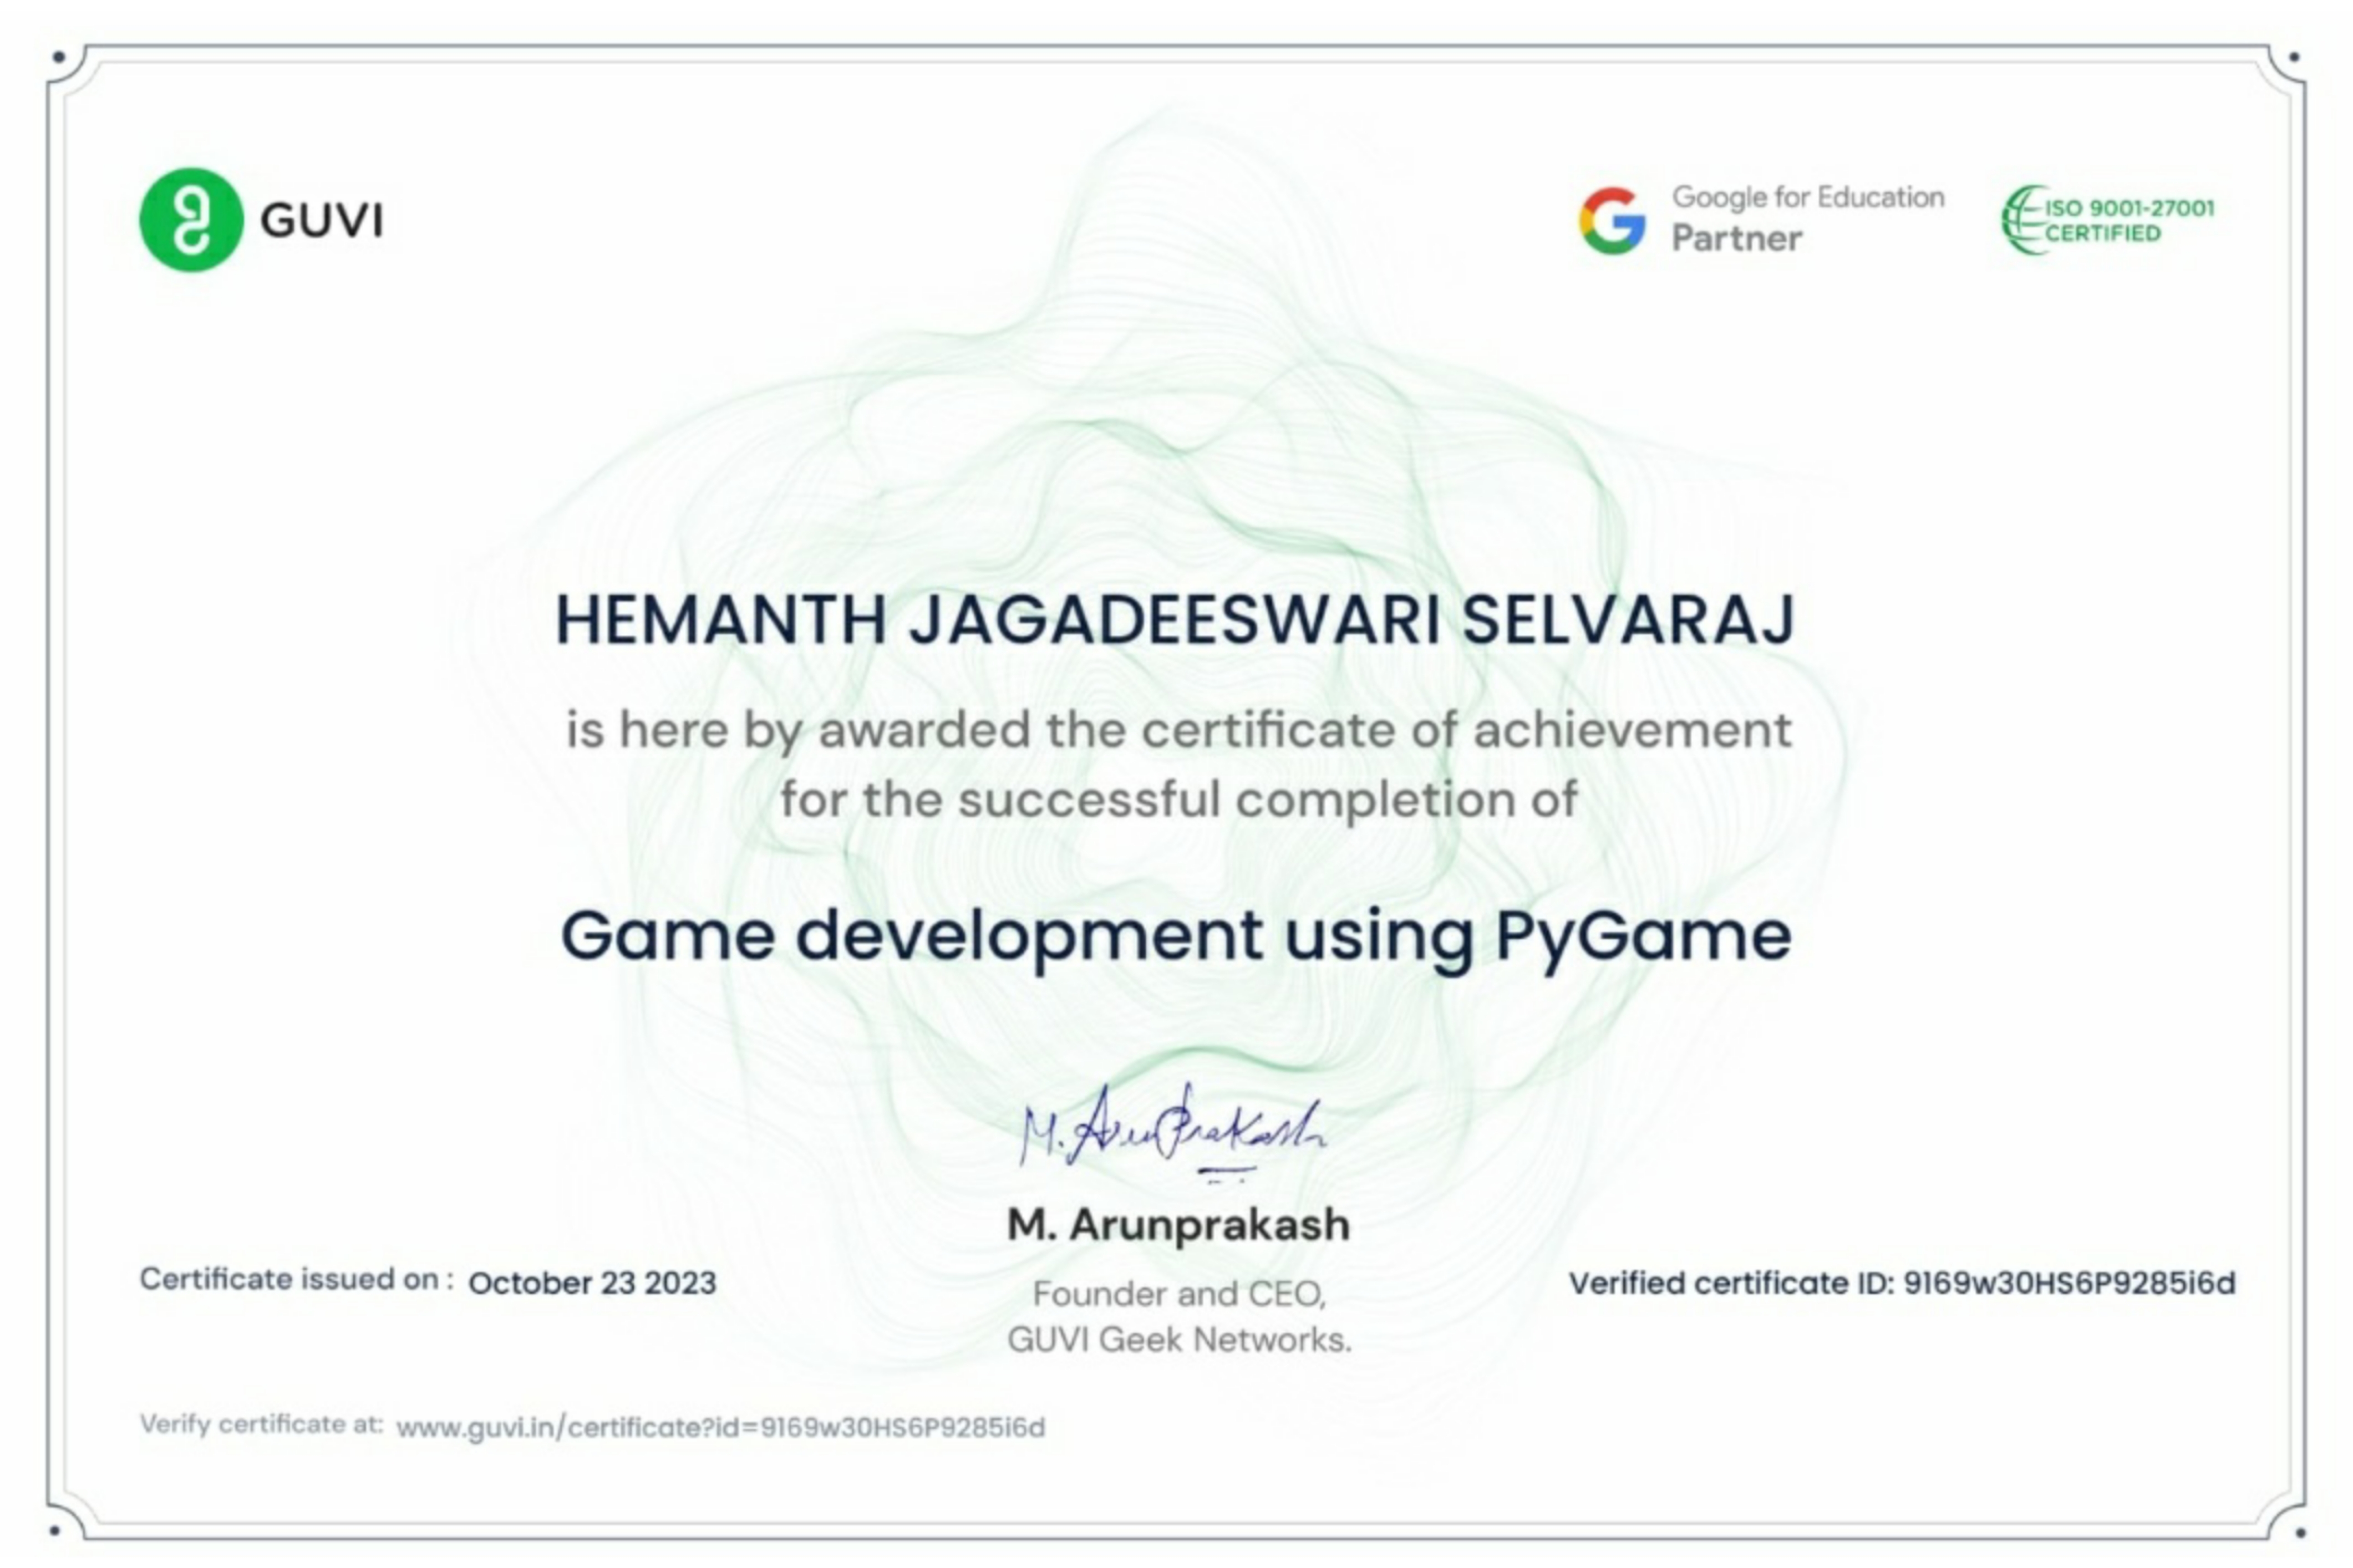 GUVI
Google for Education
Partner
ISO 9001-27001
CERTIFIED
HEMANTH JAGADEESWARI SELVARAJ
is here by awarded the certificate of achievement
for the successful completion of
Game development using PyGame
M. ArunPrakash
M. Arunprakash
Founder and CEO,
GUVI Geek Networks.
Certificate issued on : October 23 2023
Verified certificate ID: 9169w30HS6P9285i6d
Verify certificate at: www.guvi.in/certificate?id=9169w30HS6P9285i6d